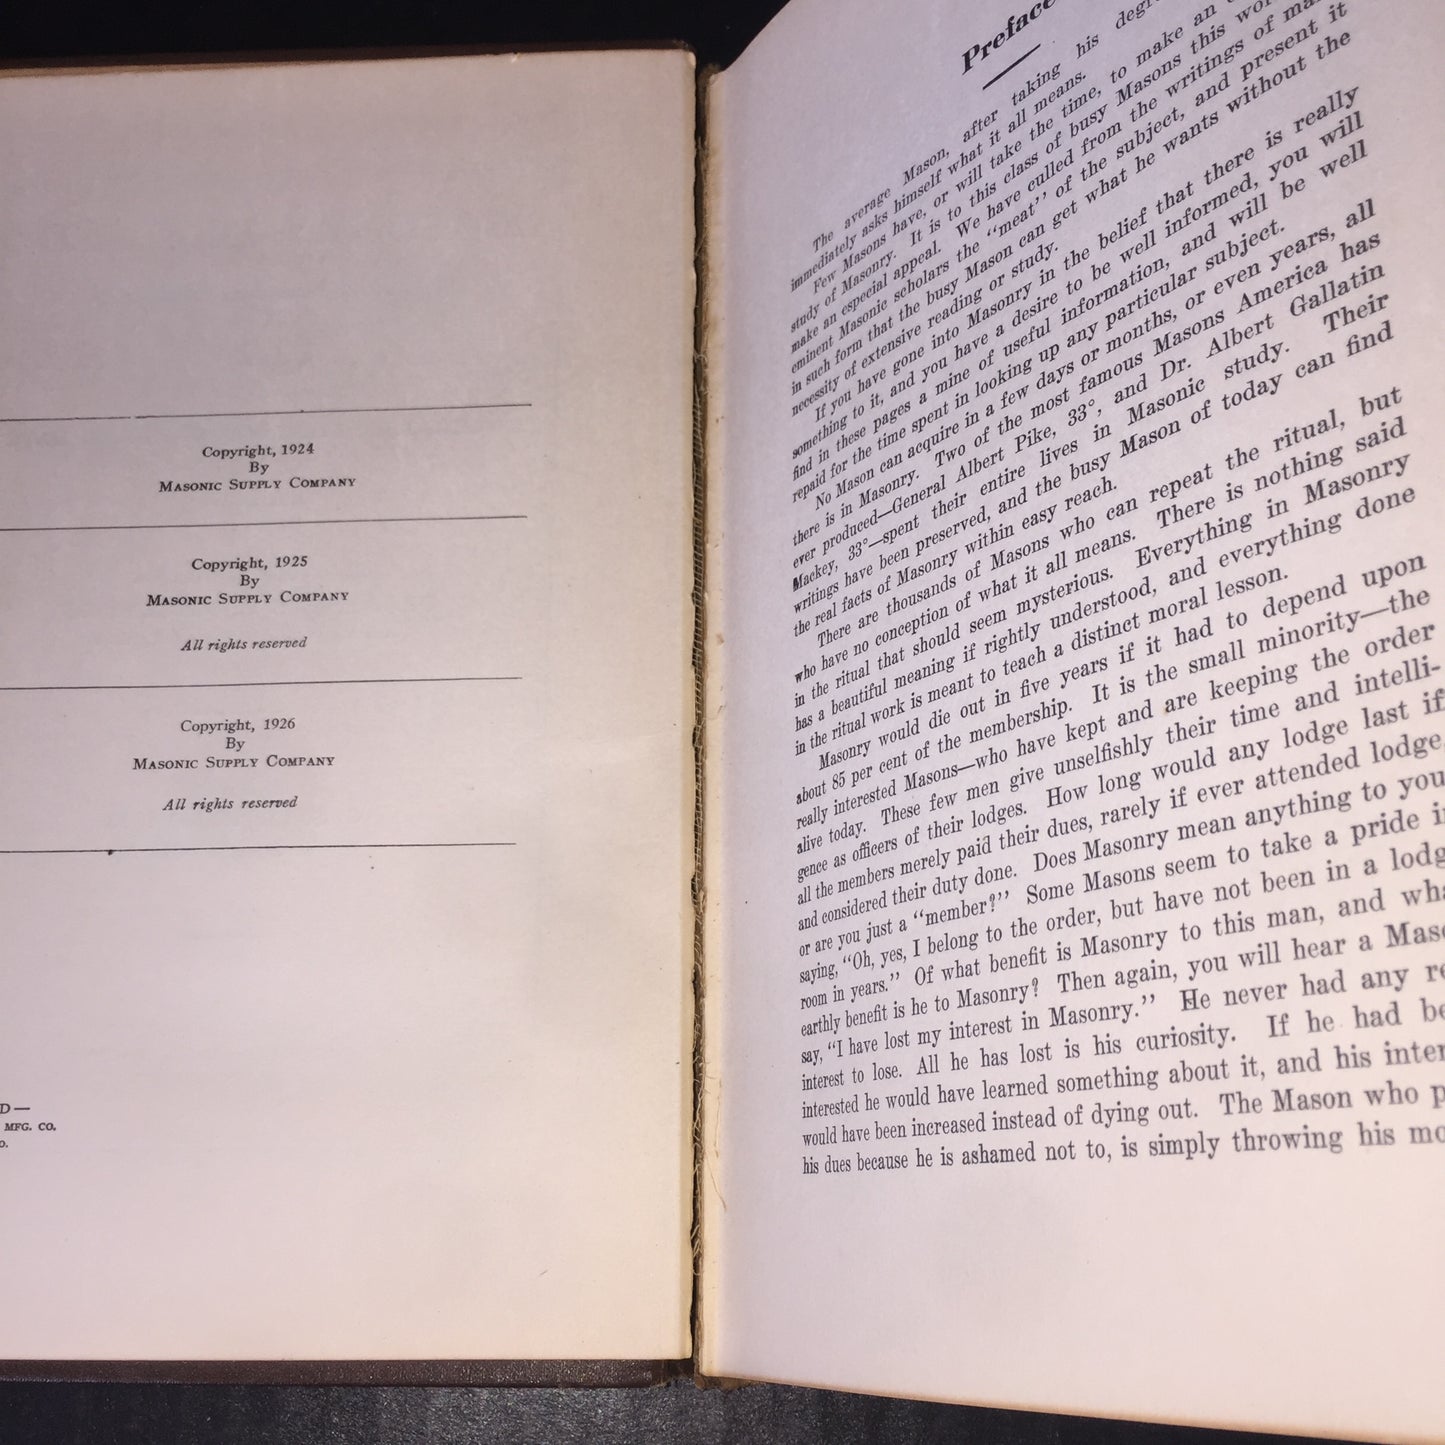 Copyright, 1924
By
MASONIC SUPPLY COMPANY
Copyright, 1925
By
MASONIC SUPPLY COMPANY
All rights reserved
Copyright, 1926
By
MASONIC SUPPLY COMPANY
All rights reserved
D—
MFG. CO.
O.
Preface
The average Mason, after taking his
immediately asks himself what it all means.
Few Masons have, or will take the time, to make an
study of Masonry. It is to this class of busy Masons this
make an especial appeal. We have culled from the writings of
eminent Masonic scholars the "meat" of the subject, and present it
in such form that the busy Mason can get what he wants without the
necessity of extensive reading or study.
If you have gone into Masonry in the belief that there is really
something to it, and you have a desire to be well informed, you will
find in these pages a mine of useful information, and will be well
repaid for the time spent in looking up any particular subject.
No Mason can acquire in a few days or months, or even years, all
there is in Masonry. Two of the most famous Masons America has
ever produced—General Albert Pike, 33°, and Dr. Albert Gallatin
Mackey, 33°—spent their entire lives in Masonic study. Their
writings have been preserved, and the busy Mason of today can find
the real facts of Masonry within easy reach.
There are thousands of Masons who can repeat the ritual, but
who have no conception of what it all means. There is nothing said
in the ritual that should seem mysterious. Everything in Masonry
has a beautiful meaning if rightly understood, and everything done
in the ritual work is meant to teach a distinct moral lesson.
Masonry would die out in five years if it had to depend upon
about 85 per cent of the membership. It is the small minority—the
really interested Masons—who have kept and are keeping the order
alive today. These few men give unselfishly their time and intelli-
gence as officers of their lodges. How long would any lodge last if
all the members merely paid their dues, rarely if ever attended lodge
and considered their duty done. Does Masonry mean anything to you
or are you just a "member?" Some Masons seem to take a pride
saying, "Oh, yes, I belong to the order, but have not been in a
room in years." Of what benefit is Masonry to this man, and
earthly benefit is he to Masonry? Then again, you will hear a
say, "I have lost my interest in Masonry." He never had any
interest to lose. All he has lost is his curiosity. If he had
interested he would have learned something about it, and his
would have been increased instead of dying out. The Mason who
his dues because he is ashamed not to, is simply throwing his